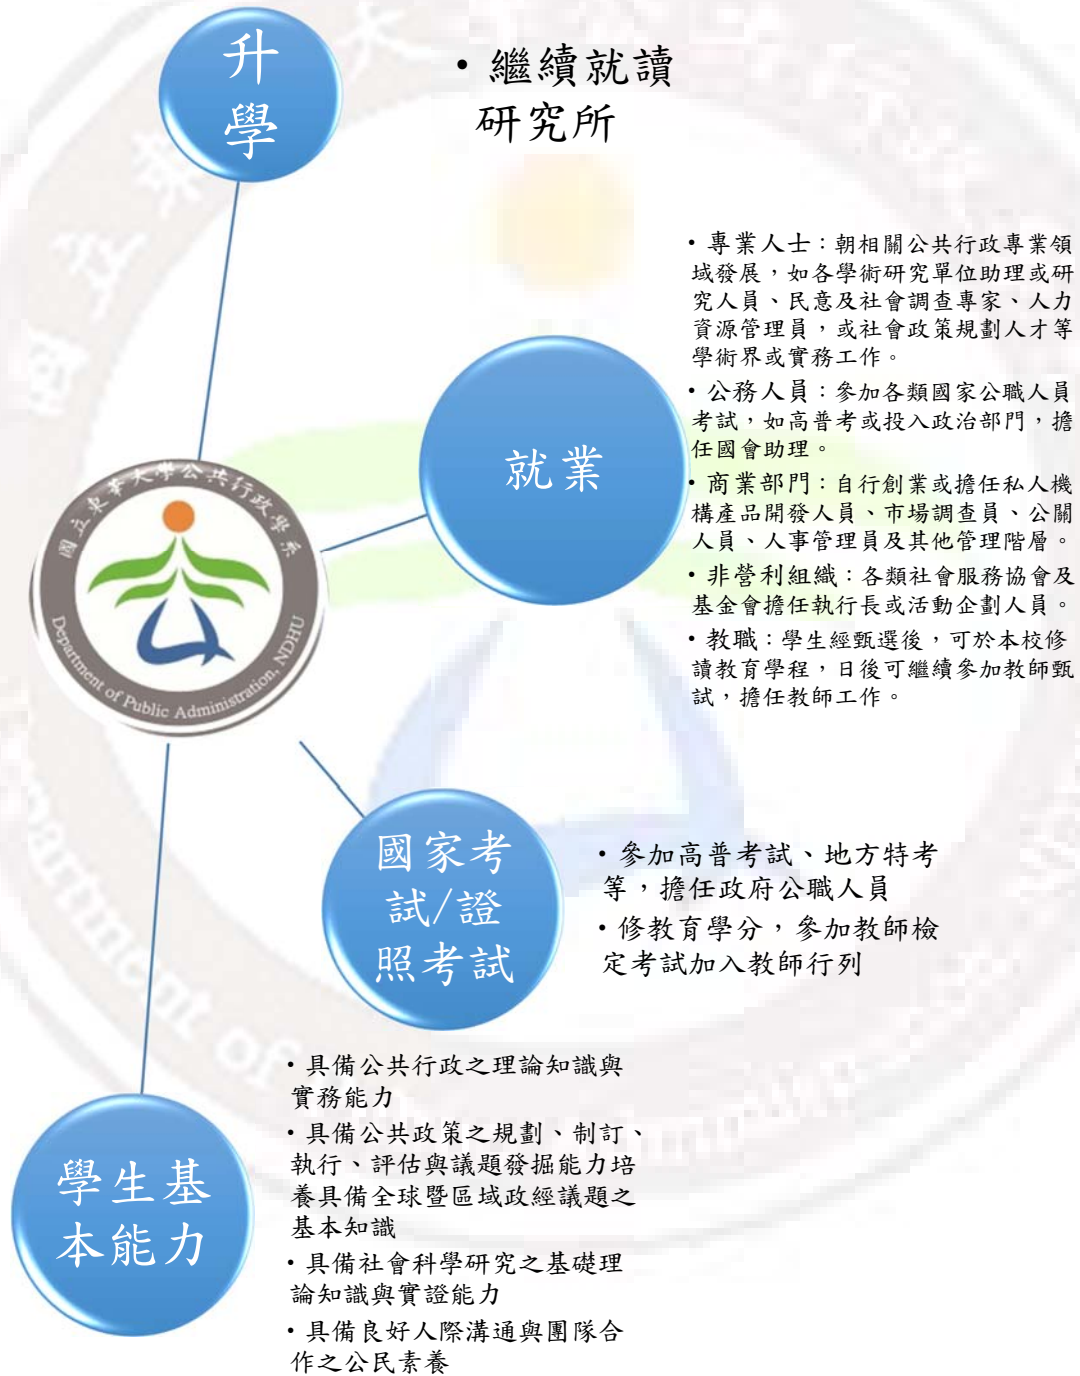 升
學
• 繼續就讀
研究所
• 專業人士：朝相關公共行政專業領
域發展，如各學術研究單位助理或研
究人員、民意及社會調查專家、人力
資源管理員，或社會政策規劃人才等
學術界或實務工作。
• 公務人員：參加各類國家公職人員
考試，如高普考或投入政治部門，擔
任國會助理。
• 商業部門：自行創業或擔任私人機
構產品開發人員、市場調查員、公關
人員、人事管理員及其他管理階層。
• 非營利組織：各類社會服務協會及
基金會擔任執行長或活動企劃人員。
• 教職：學生經甄選後，可於本校修
讀教育學程，日後可繼續參加教師甄
試，擔任教師工作。
就業
國立東華大學公共行政學系
Department of Public Administration, NDHU
國家考
試/證
照考試
• 參加高普考試、地方特考
等，擔任政府公職人員
• 修教育學分，參加教師檢
定考試加入教師行列
學生基
本能力
• 具備公共行政之理論知識與
實務能力
• 具備公共政策之規劃、制訂、
執行、評估與議題發掘能力培
養具備全球暨區域政經議題之
基本知識
• 具備社會科學研究之基礎理
論知識與實證能力
• 具備良好人際溝通與團隊合
作之公民素養